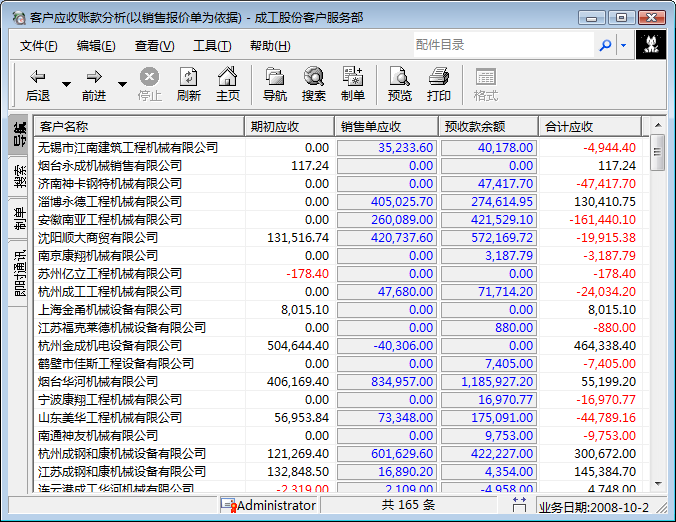 客户应收账款分析(以销售报价单为依据) - 成工股份客户服务部
文件(F) 编辑(E) 查看(V) 工具(T) 帮助(H) 配件目录
后退 前进 停止 刷新 主页 导航 搜索 制单 预览 打印 格式
导航
搜索
制单
即时通讯
客户名称 期初应收 销售单应收 预收款余额 合计应收
无锡市江南建筑工程机械有限公司 0.00 35,233.60 40,178.00 -4,944.40
烟台永成机械销售有限公司 117.24 0.00 0.00 117.24
济南神卡钢特机械有限公司 0.00 0.00 47,417.70 -47,417.70
淄博永德工程机械有限公司 0.00 405,025.70 274,614.95 130,410.75
安徽南亚工程机械有限公司 0.00 260,089.00 421,529.10 -161,440.10
沈阳顺大商贸有限公司 131,516.74 420,737.60 572,169.72 -19,915.38
南京康翔机械有限公司 0.00 0.00 3,187.79 -3,187.79
苏州亿立工程机械有限公司 -178.40 0.00 0.00 -178.40
杭州成工工程机械有限公司 0.00 47,680.00 71,714.20 -24,034.20
上海金甬机械设备有限公司 8,015.10 0.00 0.00 8,015.10
江苏福克莱德机械设备有限公司 0.00 0.00 880.00 -880.00
杭州金成机电设备有限公司 504,644.40 -40,306.00 0.00 464,338.40
鹤壁市佳斯工程设备有限公司 0.00 0.00 7,405.00 -7,405.00
烟台华河机械有限公司 406,169.40 834,957.00 1,185,927.20 55,199.20
宁波康翔工程机械有限公司 0.00 0.00 16,970.77 -16,970.77
山东美华工程机械有限公司 56,953.84 73,348.00 175,091.00 -44,789.16
南通神友机械有限公司 0.00 0.00 9,753.00 -9,753.00
杭州成钢和康机械设备有限公司 121,269.40 601,629.60 422,227.00 300,672.00
江苏成钢和康机械设备有限公司 132,848.50 16,890.20 4,354.00 145,384.70
连云港成工华河机械有限公司 -2,319.00 2,109.00 -4,958.00 4,748.00
Administrator 共 165 条 业务日期:2008-10-2